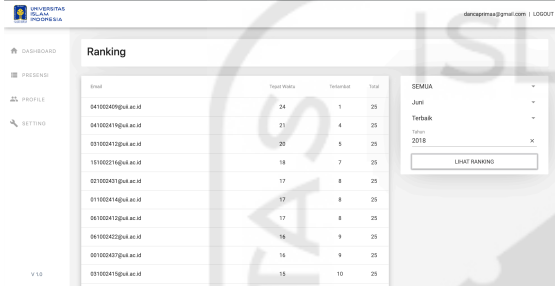 UNIVERSITAS
ISLAM
INDONESIA
dancaprimaa@gmail.com | LOGOUT
DASHBOARD
PRESENSI
PROFILE
SETTING
V 1.0
Ranking
Email Tepat Waktu Terlambat Total
041002409@uii.ac.id 24 1 25
041002419@uii.ac.id 21 4 25
031002412@uii.ac.id 20 5 25
151002216@uii.ac.id 18 7 25
021002431@uii.ac.id 17 8 25
011002414@uii.ac.id 17 8 25
061002412@uii.ac.id 17 8 25
061002422@uii.ac.id 16 9 25
001002437@uii.ac.id 16 9 25
031002415@uii.ac.id 15 10 25
SEMUA
Juni
Terbaik
Tahun
2018
LIHAT RANKING
ISL
TAS